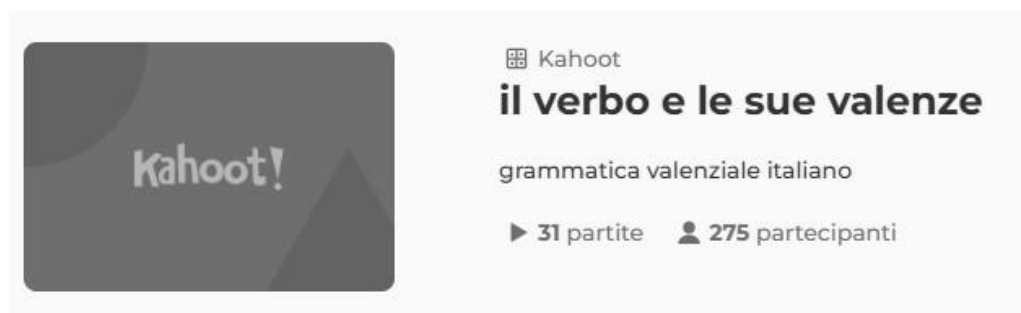 Kahoot!
Kahoot
il verbo e le sue valenze
grammatica valenziale italiano
31 partite 275 partecipanti